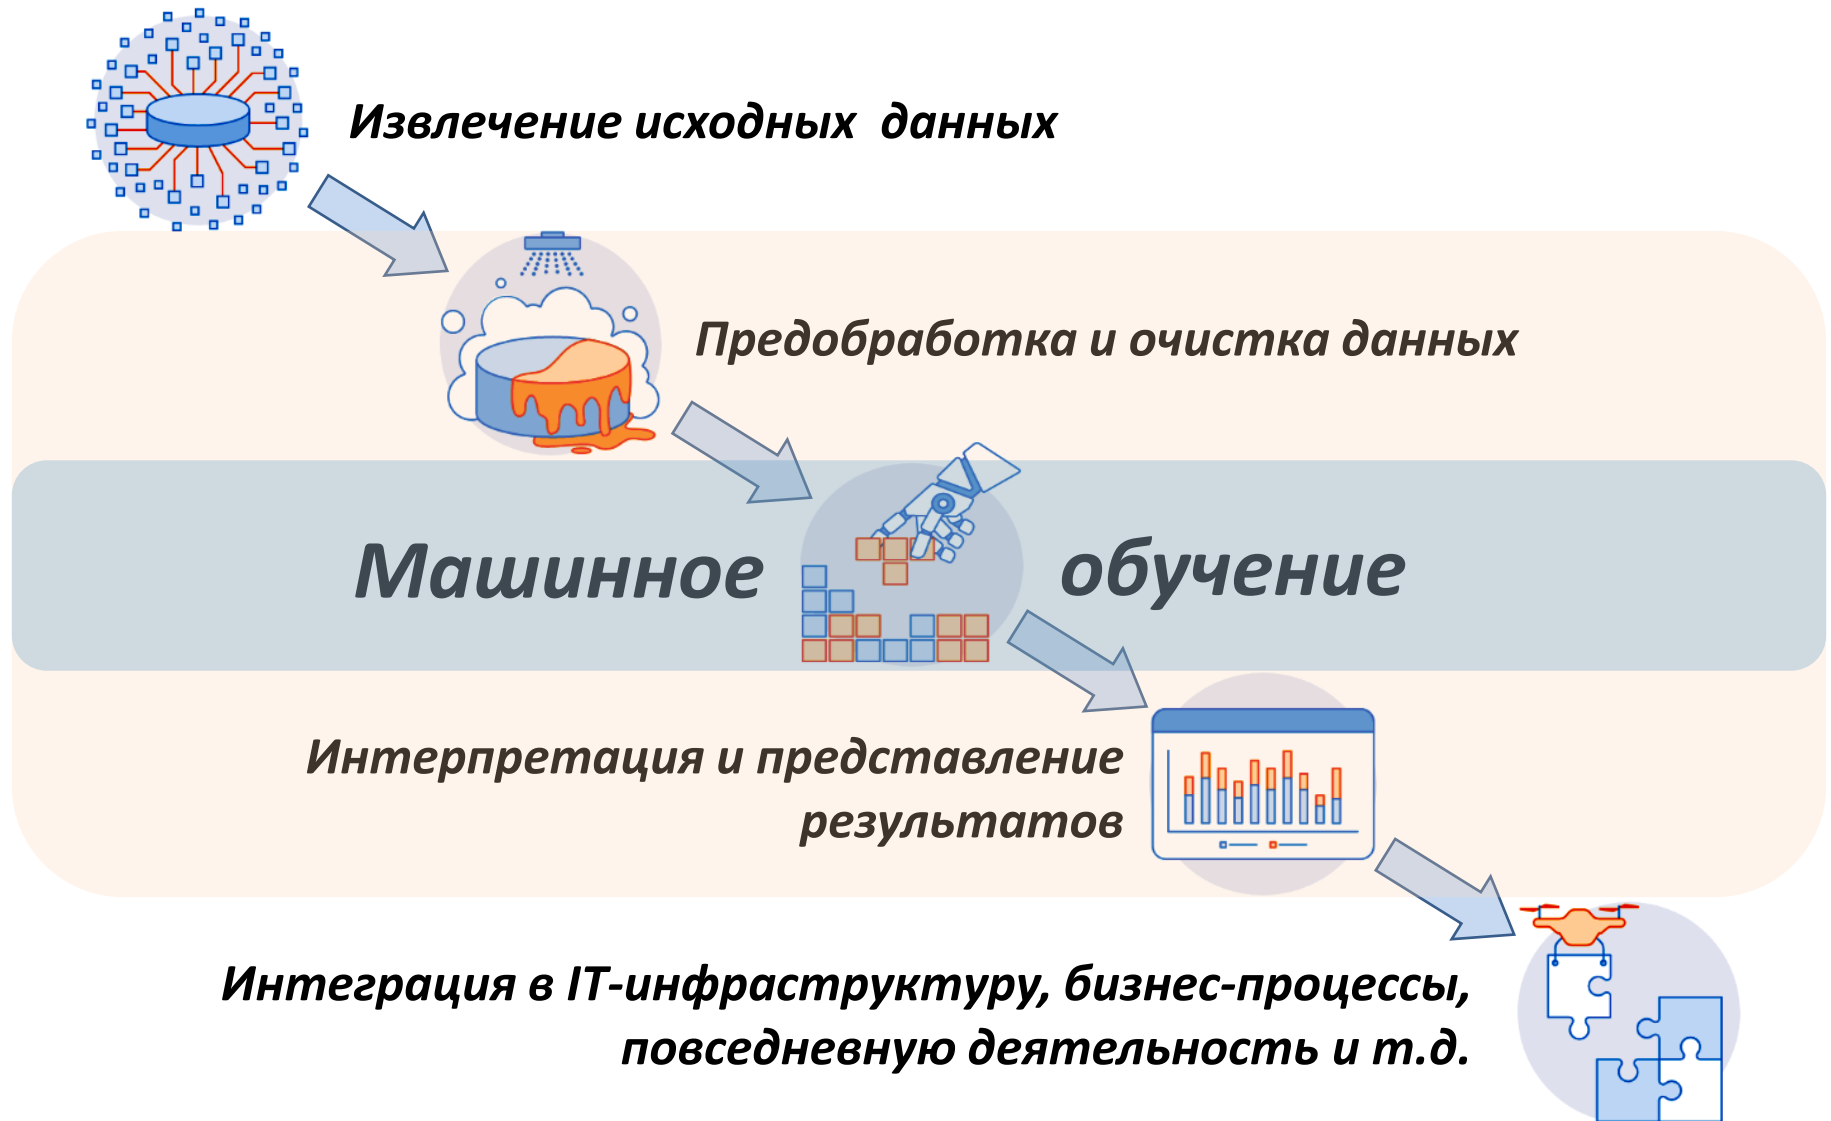 Извлечение исходных данных
Предобработка и очистка данных
Машинное обучение
Интерпретация и представление
результатов
Интеграция в IT-инфраструктуру, бизнес-процессы,
повседневную деятельность и т.д.